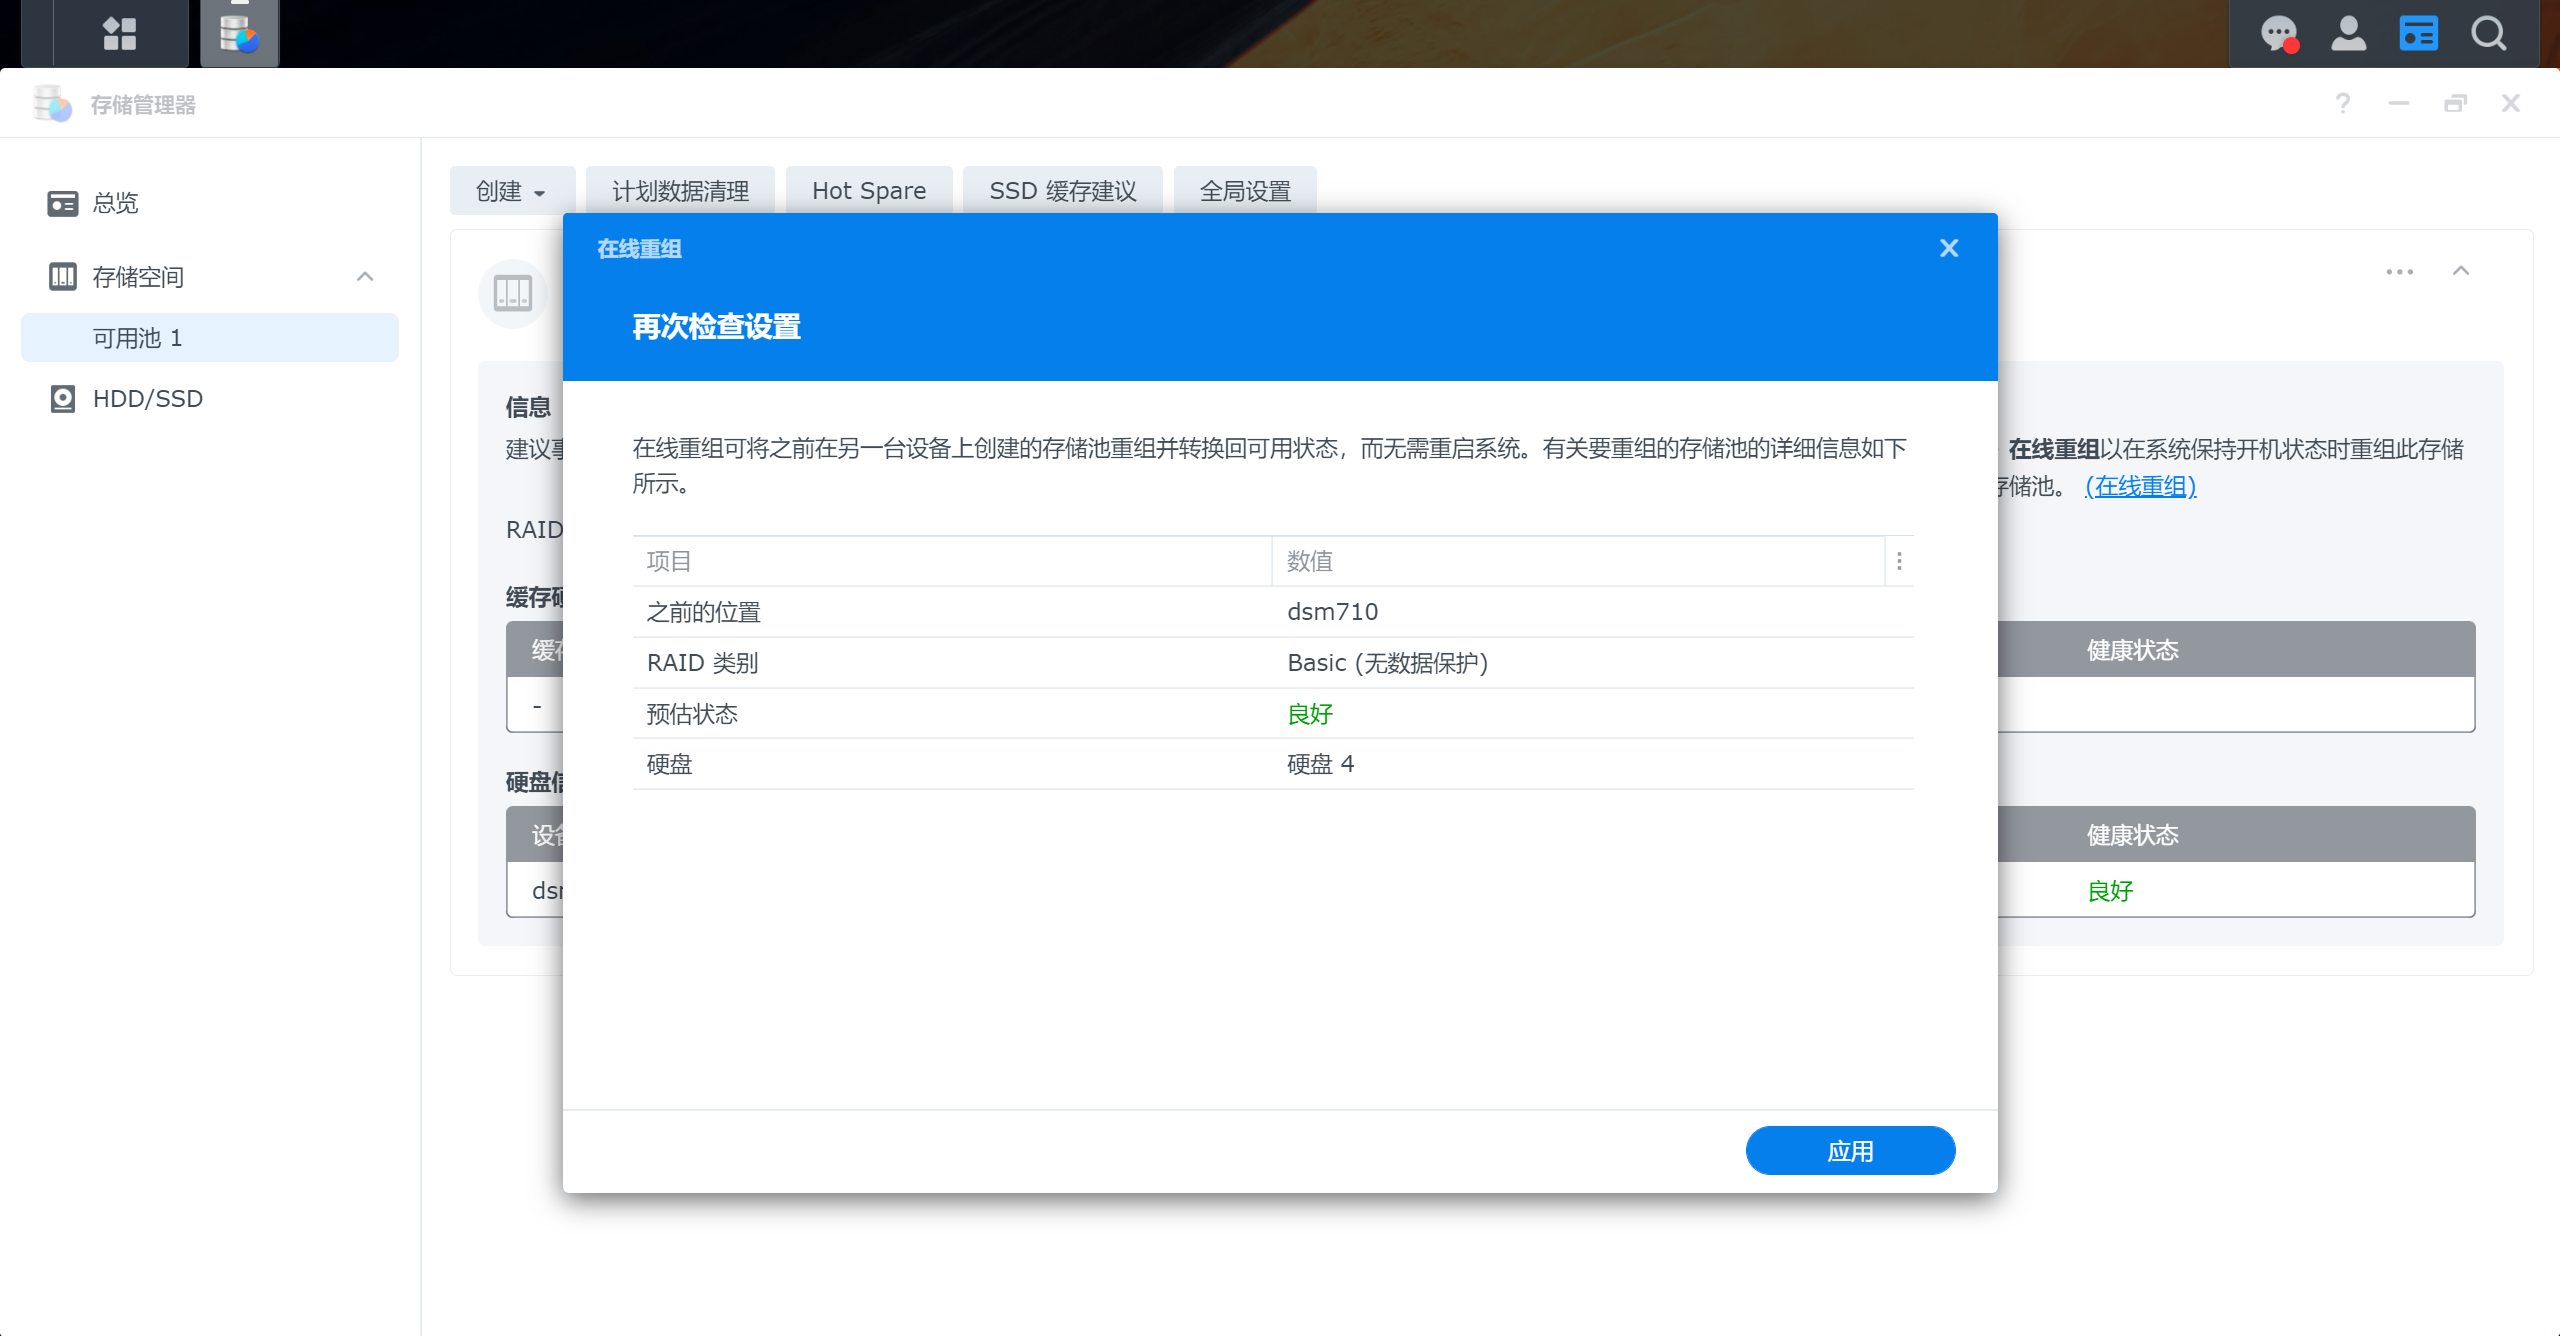 存储管理器
总览
存储空间
可用池 1
HDD/SSD
创建
计划数据清理
Hot Spare
SSD 缓存建议
全局设置
在线重组
再次检查设置
在线重组可将之前在另一台设备上创建的存储池重组并转换回可用状态，而无需重启系统。有关要重组的存储池的详细信息如下
所示。
项目 数值
之前的位置 dsm710
RAID 类别 Basic (无数据保护)
预估状态 良好
硬盘 硬盘 4
应用
信息
建议
在线重组以在系统保持开机状态时重组此存储
存储池。 (在线重组)
RAID
缓存
缓存 健康状态
-
硬盘信
设备 健康状态
dsm 良好